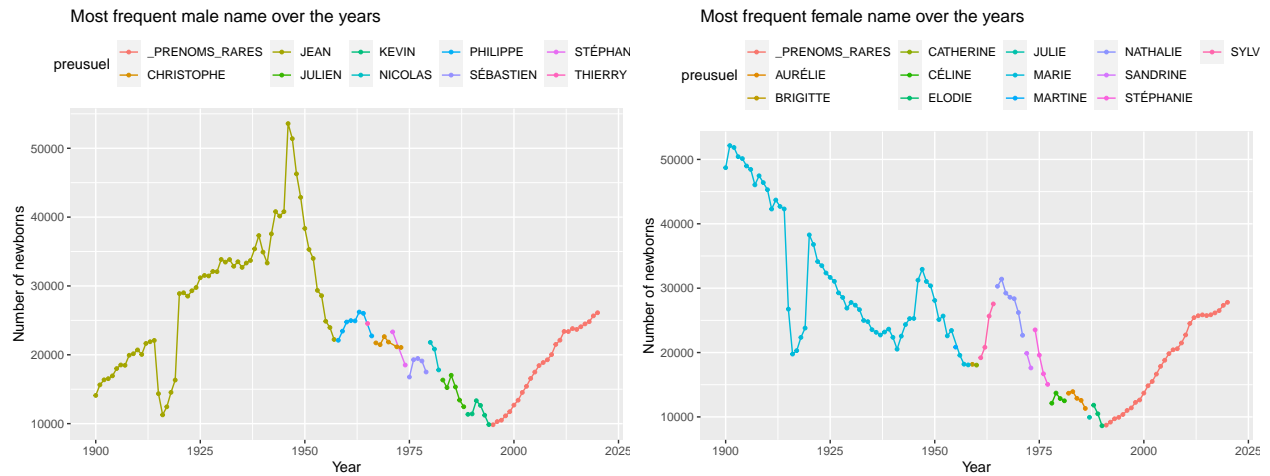 Most frequent male name over the years
preusuel
_PRENOMS_RARES JEAN KEVIN PHILIPPE STÉPHAN
CHRISTOPHE JULIEN NICOLAS SÉBASTIEN THIERRY
Number of newborns
50000
40000
30000
20000
10000
1900 1925 1950 1975 2000 2025
Year
Most frequent female name over the years
preusuel
_PRENOMS_RARES CATHERINE JULIE NATHALIE SYLV
AURÉLIE CÉLINE MARIE SANDRINE
BRIGITTE ELODIE MARTINE STÉPHANIE
Number of newborns
50000
40000
30000
20000
10000
1900 1925 1950 1975 2000 2025
Year